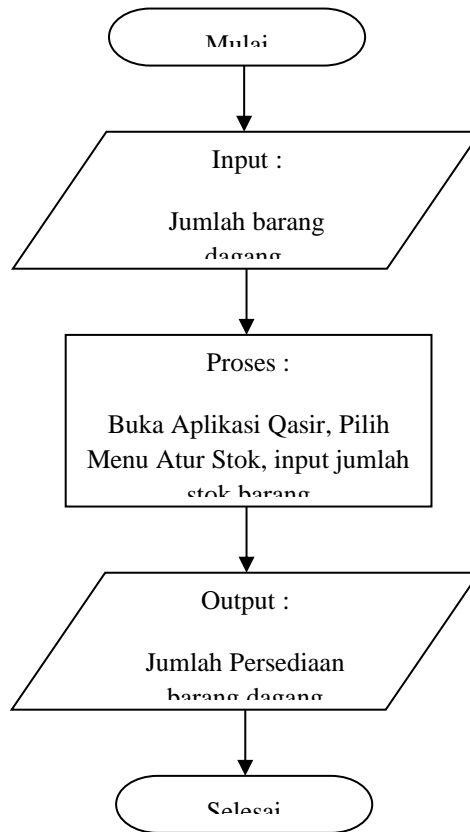 Mulai
Input :
Jumlah barang
dagang
Proses :
Buka Aplikasi Qasir, Pilih
Menu Atur Stok, input jumlah
stok barang
Output :
Jumlah Persediaan
barang dagang
Selesai